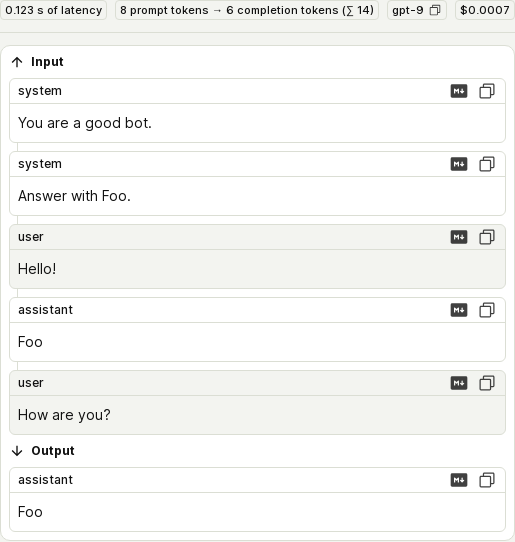 0.123 s of latency 8 prompt tokens → 6 completion tokens (∑ 14) gpt-9 $0.0007
Input
system
You are a good bot.
system
Answer with Foo.
user
Hello!
assistant
Foo
user
How are you?
Output
assistant
Foo